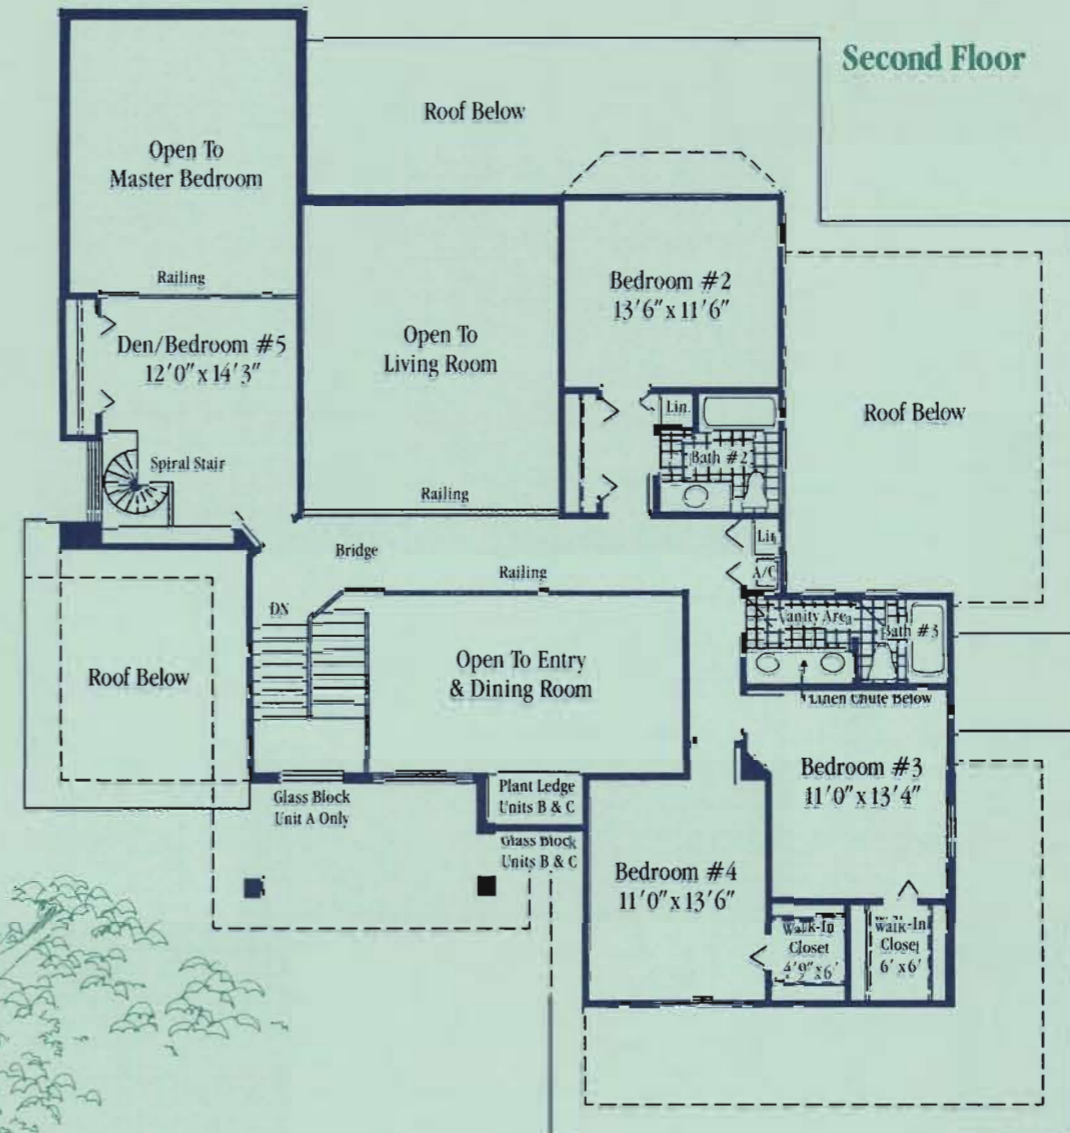 Second Floor
Roof Below
Open To
Master Bedroom
Railing
Bedroom #2
13'6" x 11'6"
Den/Bedroom #5
12'0" x 14'3"
Open To
Living Room
Roof Below
Lin.
Bath #2
Spiral Stair
Railing
Lin
A/C
Bridge
Railing
DN
Vanity Area
Bath #3
Roof Below
Open To Entry
& Dining Room
Linen Chute Below
Bedroom #3
11'0" x 13'4"
Glass Block
Unit A Only
Plant Ledge
Units B & C
Glass Block
Units B & C
Bedroom #4
11'0" x 13'6"
Walk-In
Closet
4'9" x 6'
Walk-In
Closet
6' x 6'